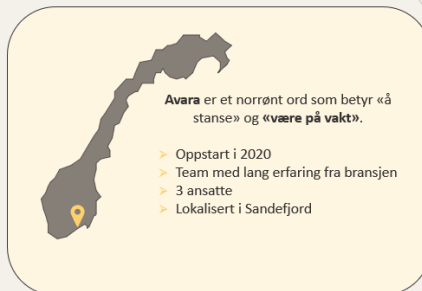 Avara er et norrønt ord som betyr «å
stanse» og «være på vakt».
➢ Oppstart i 2020
➢ Team med lang erfaring fra bransjen
➢ 3 ansatte
➢ Lokalisert i Sandefjord